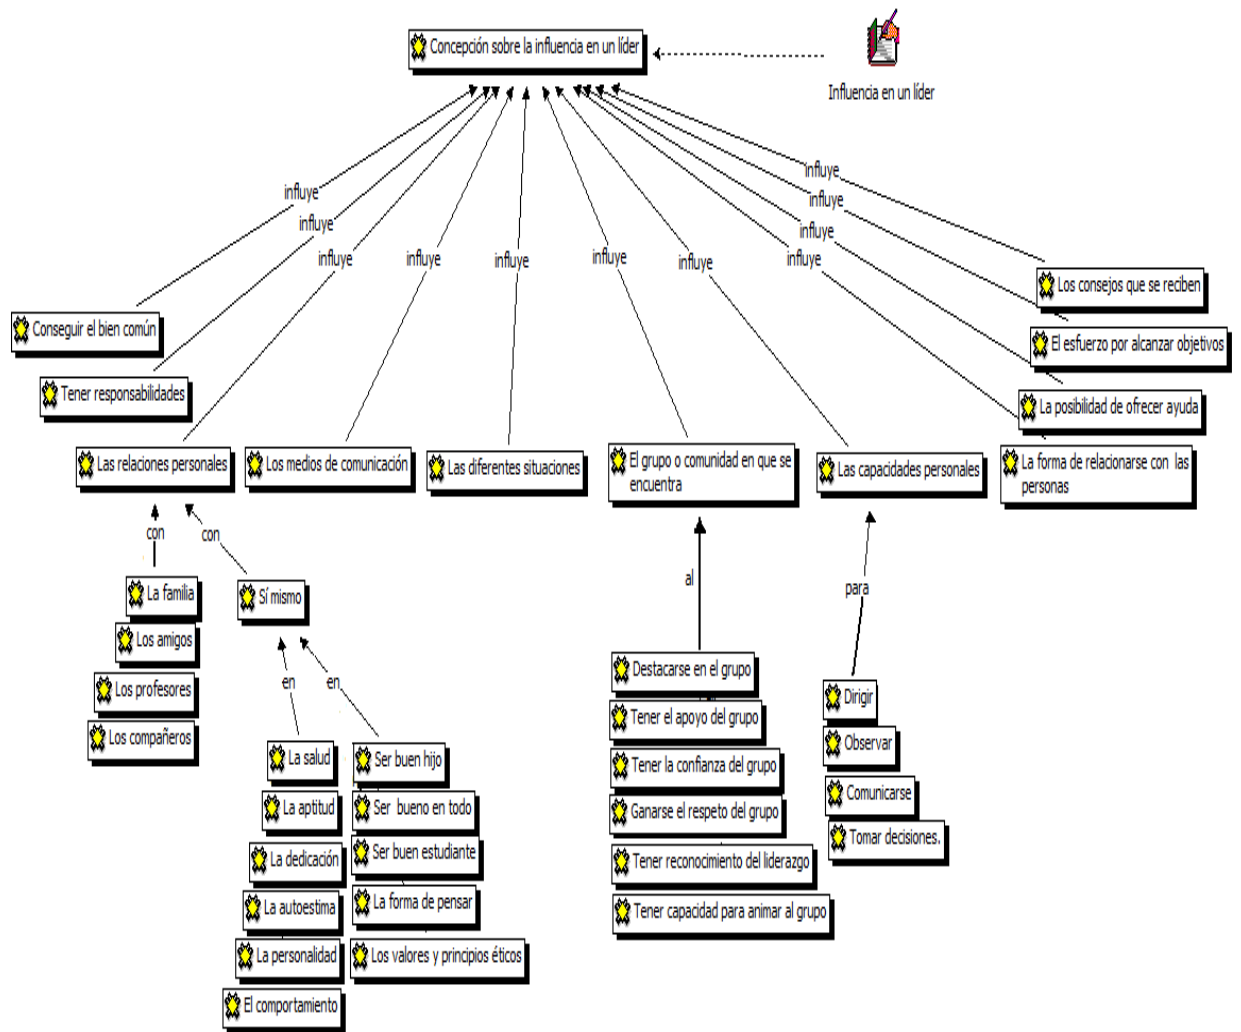 Concepción sobre la influencia en un líder
Influencia en un líder
influye
influye
influye
influye
influye
influye
influye
influye
influye
influye
influye
Los consejos que se reciben
Conseguir el bien común
El esfuerzo por alcanzar objetivos
Tener responsabilidades
La posibilidad de ofrecer ayuda
Las relaciones personales
Los medios de comunicación
Las diferentes situaciones
El grupo o comunidad en que se
encuentra
Las capacidades personales
La forma de relacionarse con las
personas
con
con
al
para
La familia
Los amigos
Los profesores
Los compañeros
Sí mismo
en
en
La salud
La aptitud
La dedicación
La autoestima
La personalidad
El comportamiento
Ser buen hijo
Ser bueno en todo
Ser buen estudiante
La forma de pensar
Los valores y principios éticos
Destacarse en el grupo
Tener el apoyo del grupo
Tener la confianza del grupo
Ganarse el respeto del grupo
Tener reconocimiento del liderazgo
Tener capacidad para animar al grupo
Dirigir
Observar
Comunicarse
Tomar decisiones.